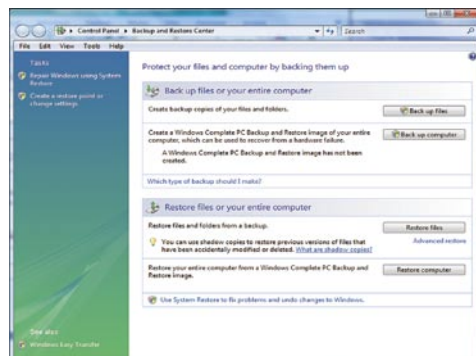 Control Panel ▸ Backup and Restore Center
Search
File Edit View Tools Help
Tasks
Repair Windows using System
Restore
Create a restore point or
change settings
Protect your files and computer by backing them up
Back up files or your entire computer
Create backup copies of your files and folders.
Back up files
Create a Windows Complete PC Backup and Restore image of your entire
computer, which can be used to recover from a hardware failure.
Back up computer
A Windows Complete PC Backup and Restore image has not been
created.
Which type of backup should I make?
Restore files or your entire computer
Restore files and folders from a backup.
Restore files
You can use shadow copies to restore previous versions of files that
have been accidentally modified or deleted. What are shadow copies?
Advanced restore
Restore your entire computer from a Windows Complete PC Backup and
Restore image.
Restore computer
Use System Restore to fix problems and undo changes to Windows.
See also
Windows Easy Transfer